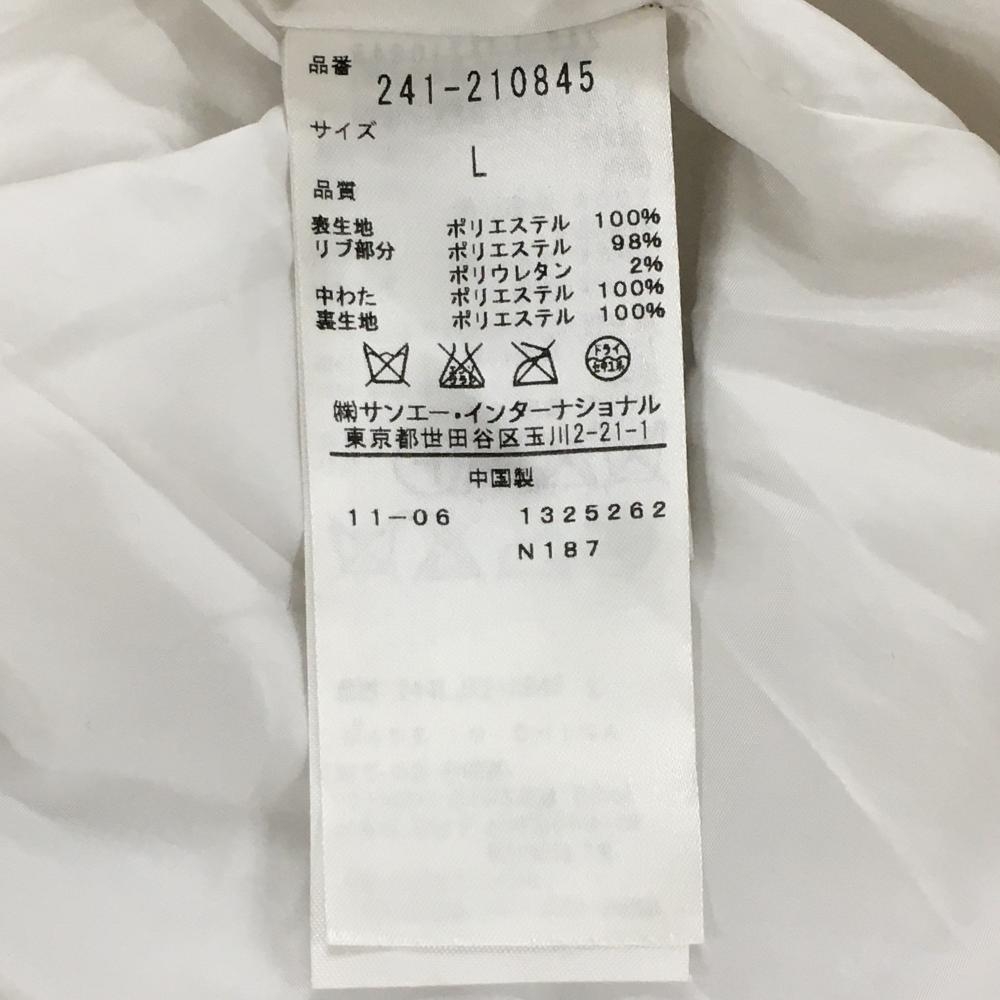 品番
241-210845
サイズ
L
品質
表生地 ポリエステル 100%
リブ部分 ポリエステル 98%
ポリウレタン 2%
中わた ポリエステル 100%
裏生地 ポリエステル 100%
ドライ
㈱サンエー・インターナショナル
東京都世田谷区玉川2-21-1
中国製
11-06 1325262
N187